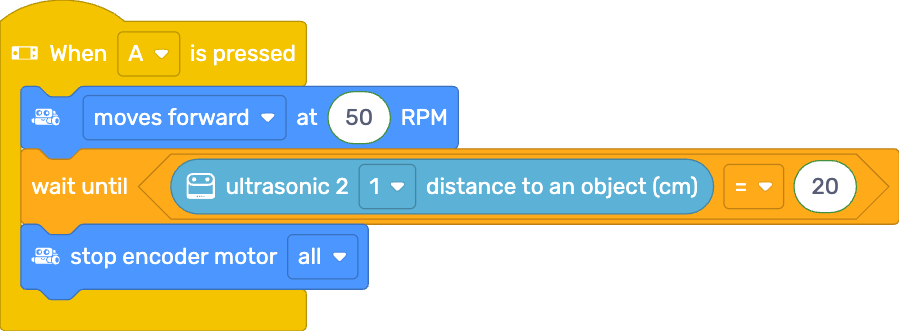 When A is pressed
moves forward at 50 RPM
wait until ultrasonic 2 1 distance to an object (cm) = 20
stop encoder motor all